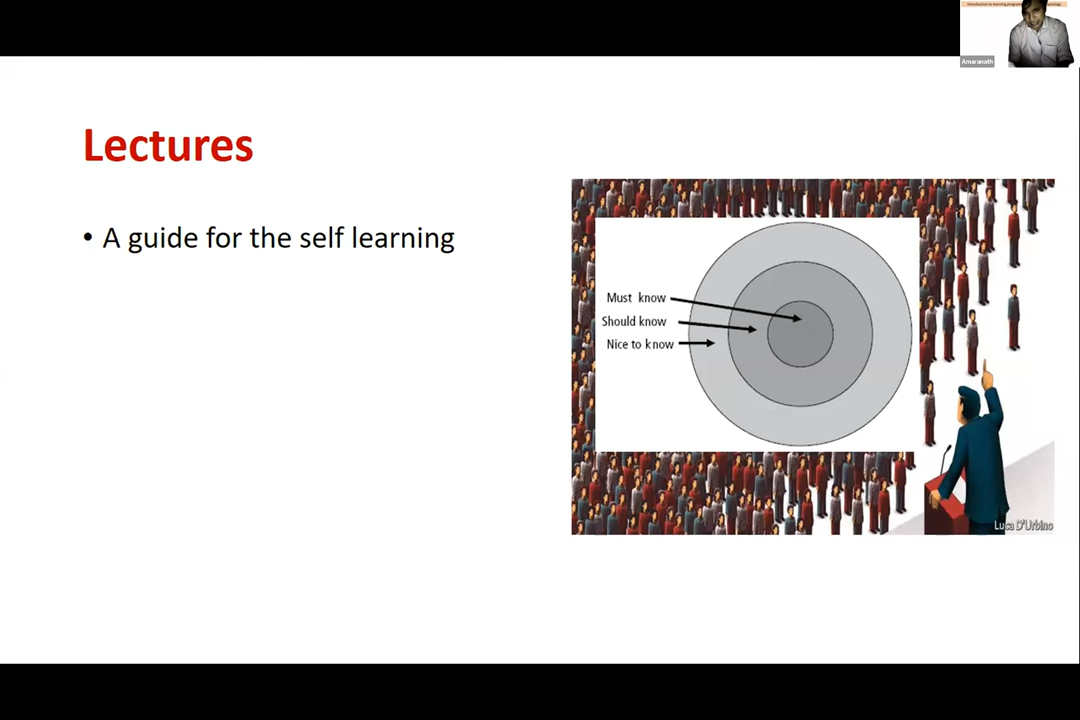 Amaranath
Lectures
• A guide for the self learning
Must know
Should know
Nice to know
Luca D'Urbino